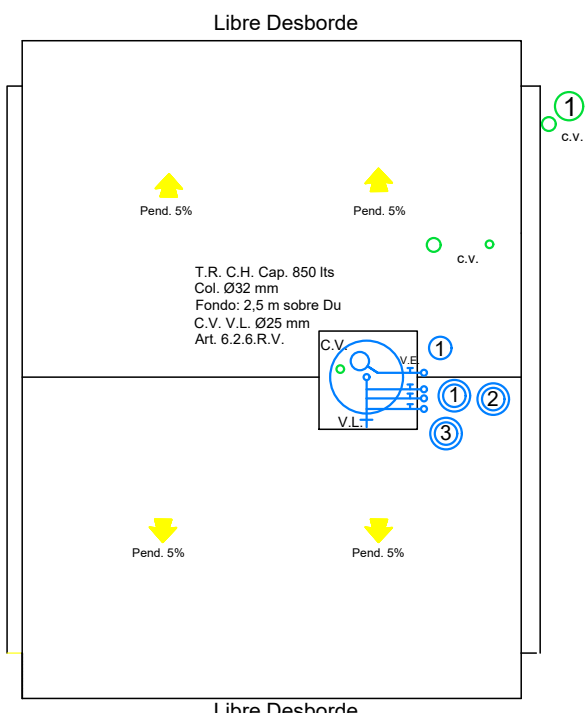 Libre Desborde
1
c.v.
Pend. 5%
Pend. 5%
c.v.
T.R. C.H. Cap. 850 lts
Col. Ø32 mm
Fondo: 2,5 m sobre Du
C.V. V.L. Ø25 mm
Art. 6.2.6.R.V.
C.V.
V.E.
1
1
2
V.L.
3
Pend. 5%
Pend. 5%
Libre Desborde